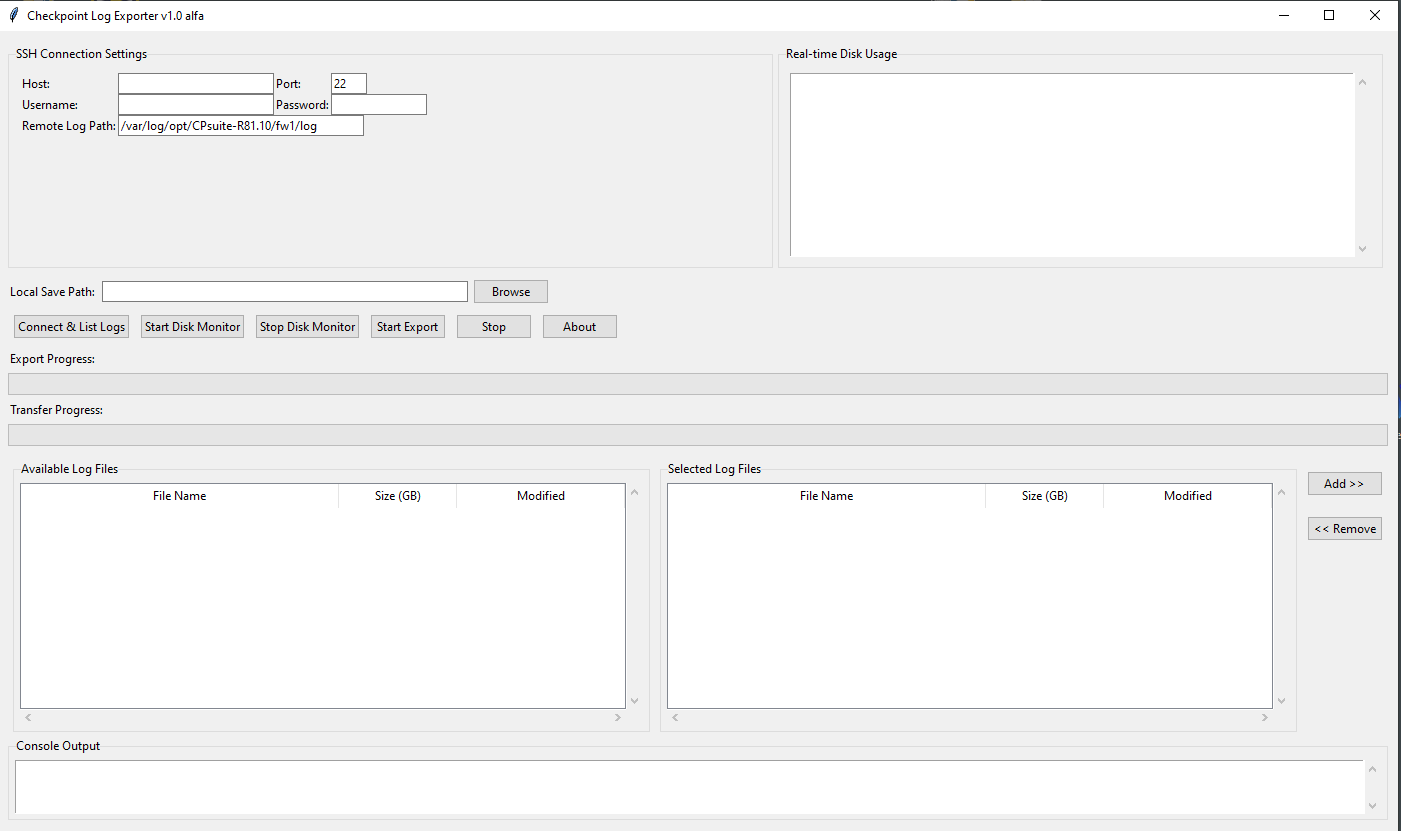 Checkpoint Log Exporter v1.0 alfa
SSH Connection Settings
Host:
Port: 22
Username:
Password:
Remote Log Path: /var/log/opt/CPsuite-R81.10/fw1/log
Real-time Disk Usage
Local Save Path:
Browse
Connect & List Logs
Start Disk Monitor
Stop Disk Monitor
Start Export
Stop
About
Export Progress:
Transfer Progress:
Available Log Files
File Name Size (GB) Modified
Selected Log Files
File Name Size (GB) Modified
Add >>
<< Remove
Console Output